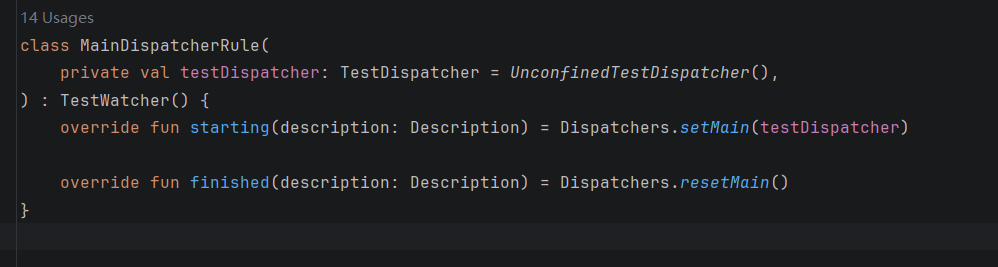 14 Usages
class MainDispatcherRule(
    private val testDispatcher: TestDispatcher = UnconfinedTestDispatcher(),
) : TestWatcher() {
    override fun starting(description: Description) = Dispatchers.setMain(testDispatcher)
    override fun finished(description: Description) = Dispatchers.resetMain()
}